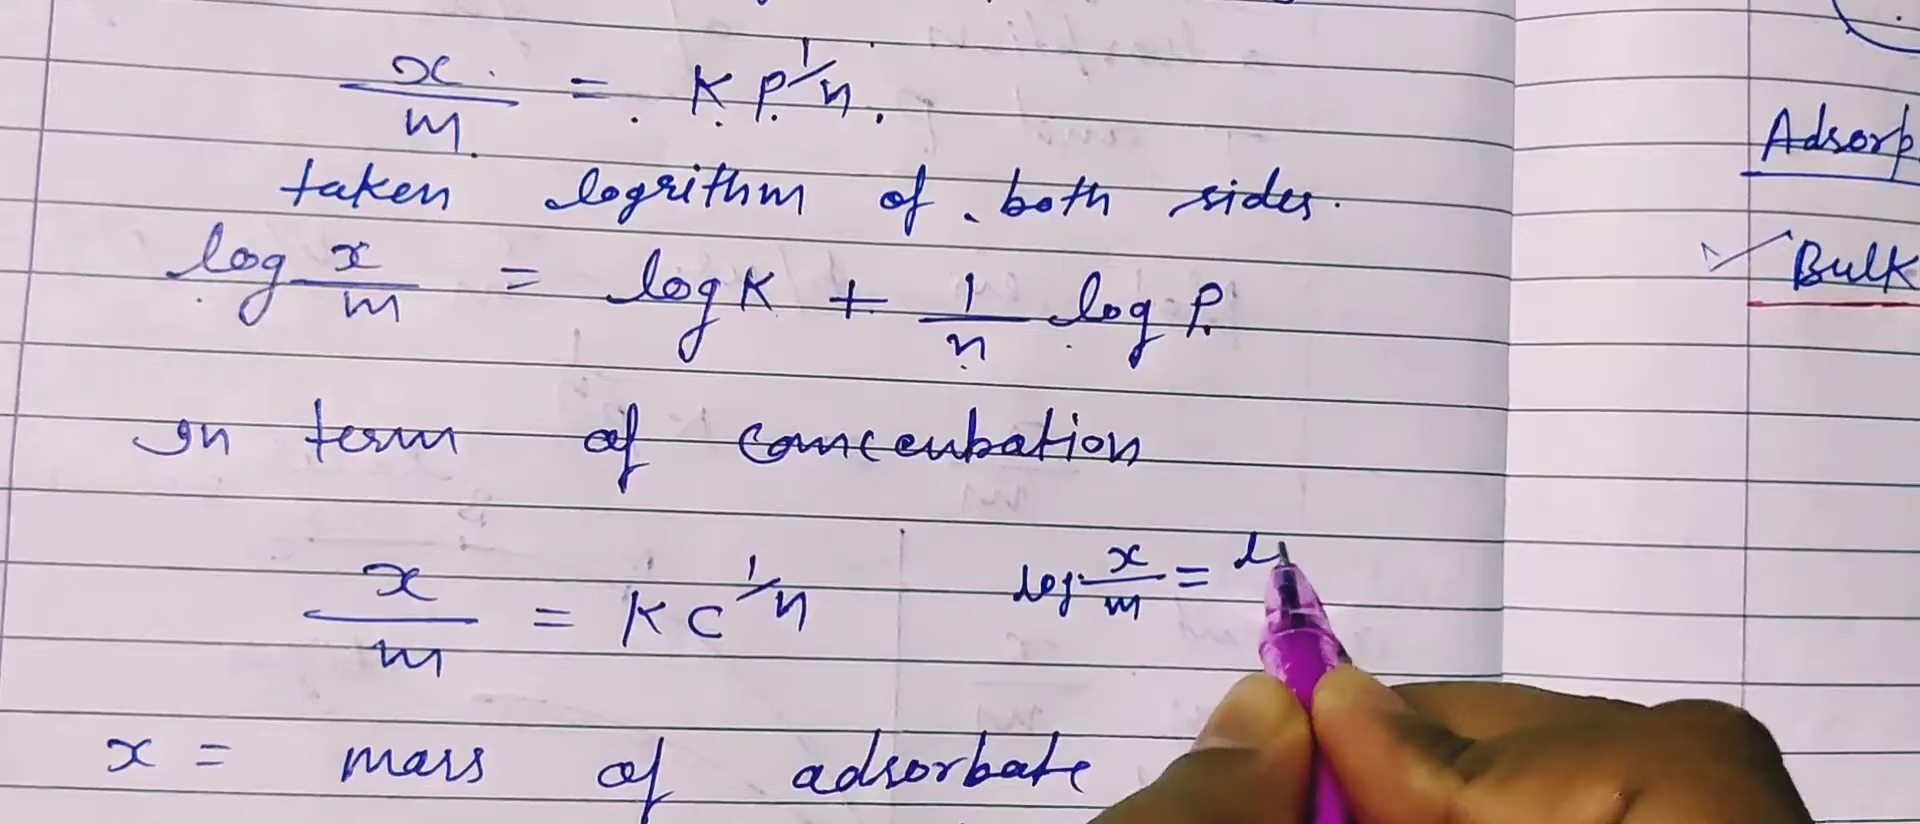 x/m = K P^1/n.
taken logrithm of both sides.
log x/m = log K + 1/n log P.
In term of concentration
x/m = K C^1/n log x/m = l
x = mass of adsorbate
Adsorp
✓ Bulk